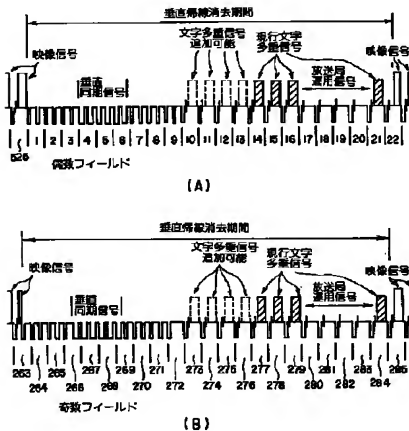 垂直帰線消去期間
映像信号
垂直
同期信号
文字多重信号
追加可能
現行文字
多重信号
放送局
運用信号
映像信号
525 1 2 3 4 5 6 7 8 9 10 11 12 13 14 15 16 17 18 19 20 21 22
偶数フィールド
(A)
垂直帰線消去期間
映像信号
垂直
同期信号
文字多重信号
追加可能
現行文字
多重信号
放送局
運用信号
映像信号
263 265 267 269 271 273 275 277 279 281 283 285
264 266 268 270 272 274 276 278 280 282 284
奇数フィールド
(B)